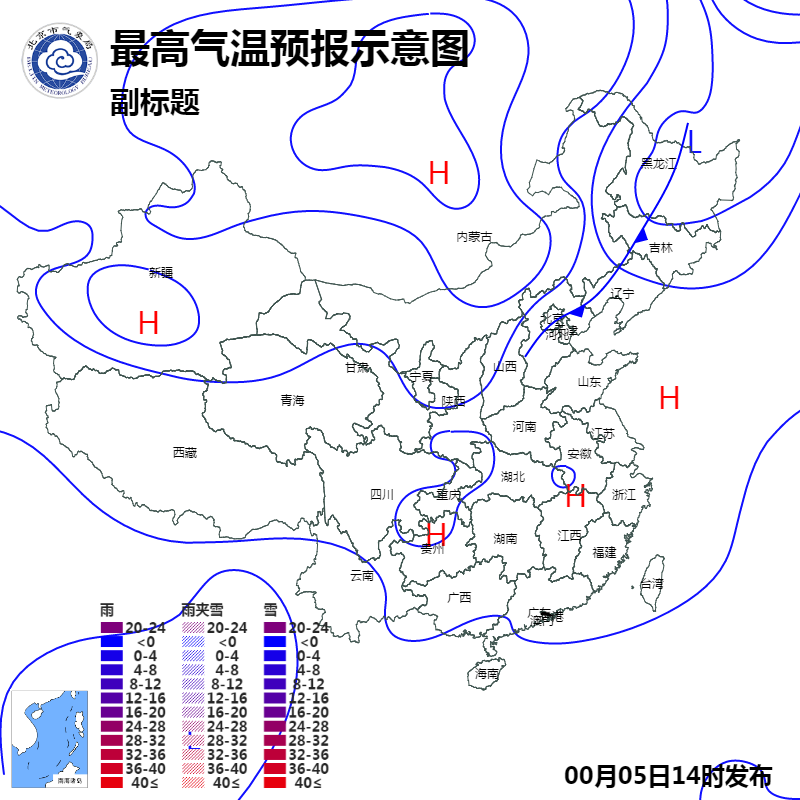 北京市气象局
BEIJING METEOROLOGY BUREAU
最高气温预报示意图
副标题
L
黑龙江
H
内蒙古
吉林
新疆
辽宁
H
北京
天津
河北
甘肃
宁夏
山西
山东
青海
陕西
H
河南
江苏
西藏
安徽
四川
重庆
湖北
H
浙江
H
贵州
湖南
江西
福建
云南
广西
台湾
广东
香港
海南
雨 雨夹雪 雪
20-24 20-24 20-24
<0 <0 <0
0-4 0-4 0-4
4-8 4-8 4-8
8-12 8-12 8-12
12-16 12-16 12-16
16-20 16-20 16-20
24-28 24-28 24-28
28-32 L 28-32 28-32
32-36 32-36 32-36
36-40 36-40 36-40
40≤ 40≤ 40≤
南海诸岛
00月05日14时发布